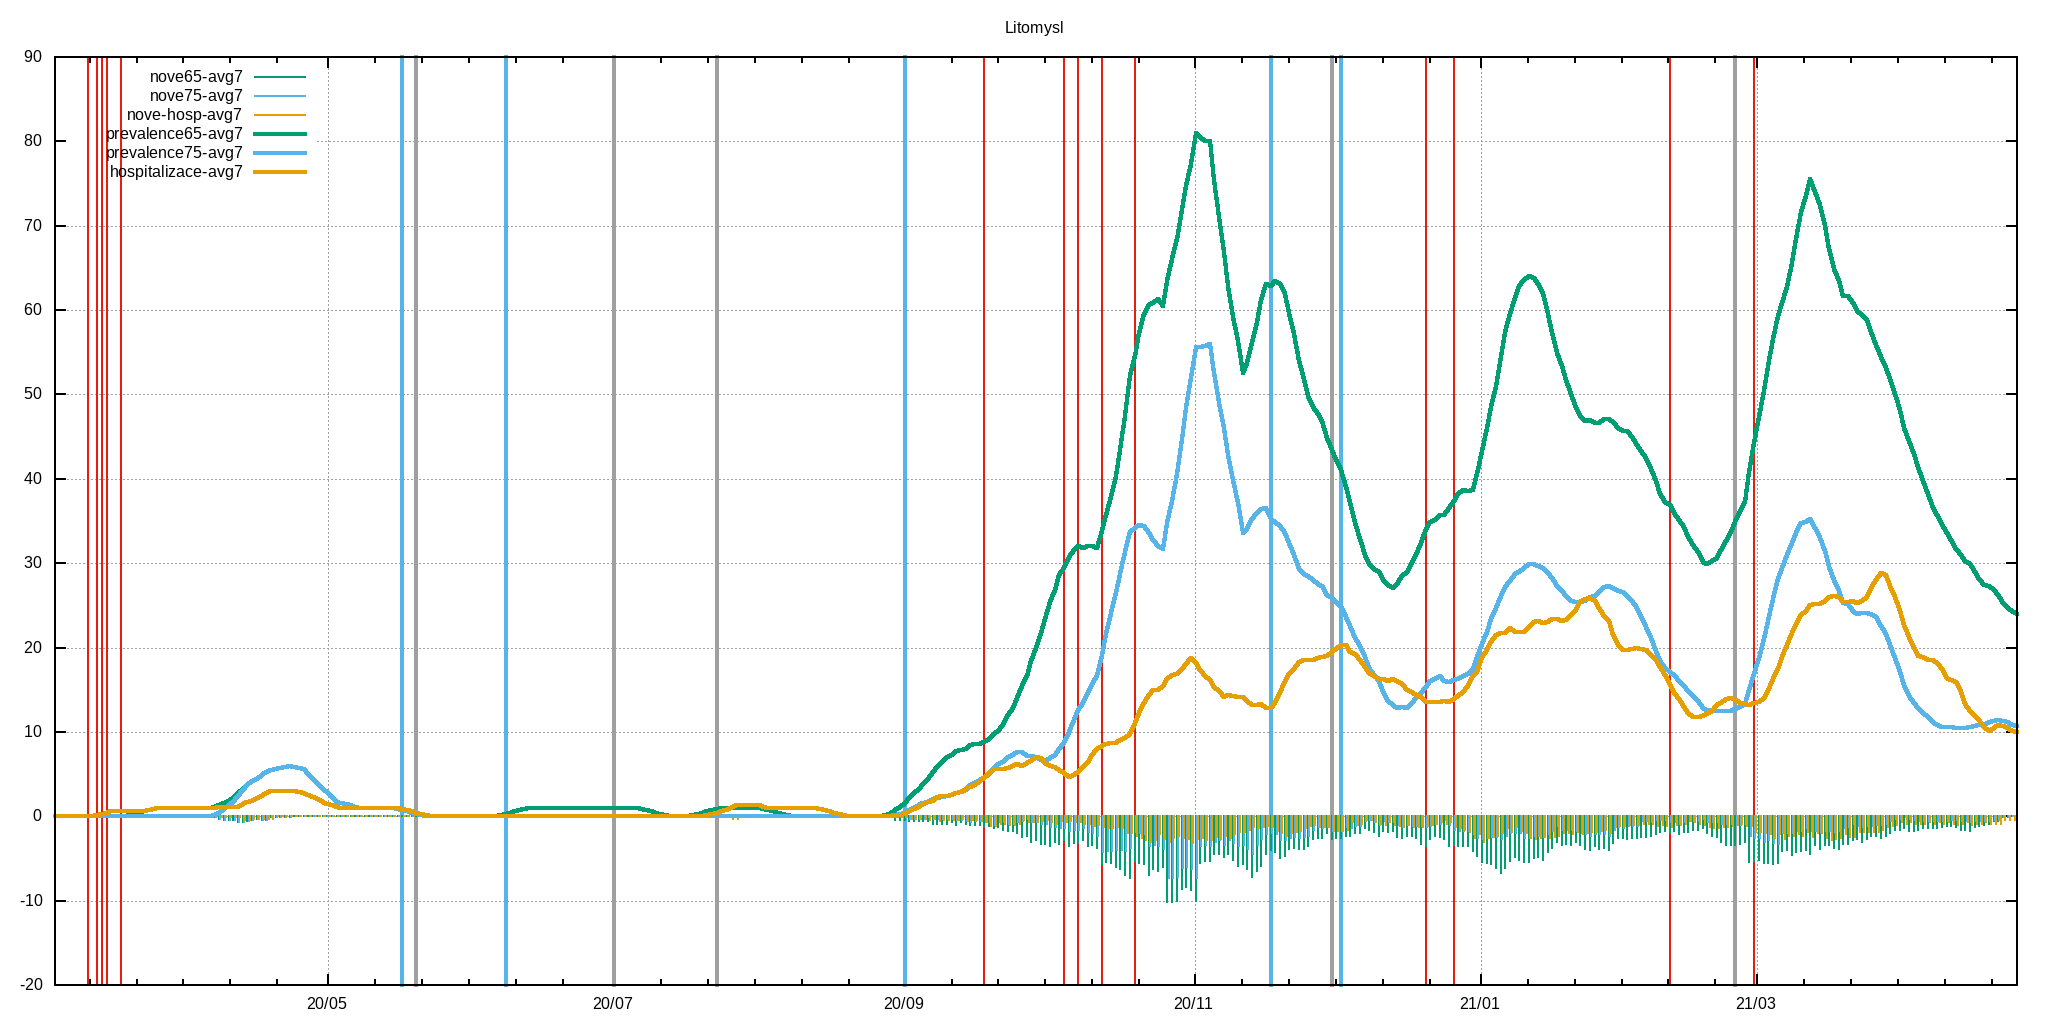 Litomysl
90
80
70
60
50
40
30
20
10
0
-10
-20
nove65-avg7
nove75-avg7
nove-hosp-avg7
prevalence65-avg7
prevalence75-avg7
hospitalizace-avg7
20/05 20/07 20/09 20/11 21/01 21/03